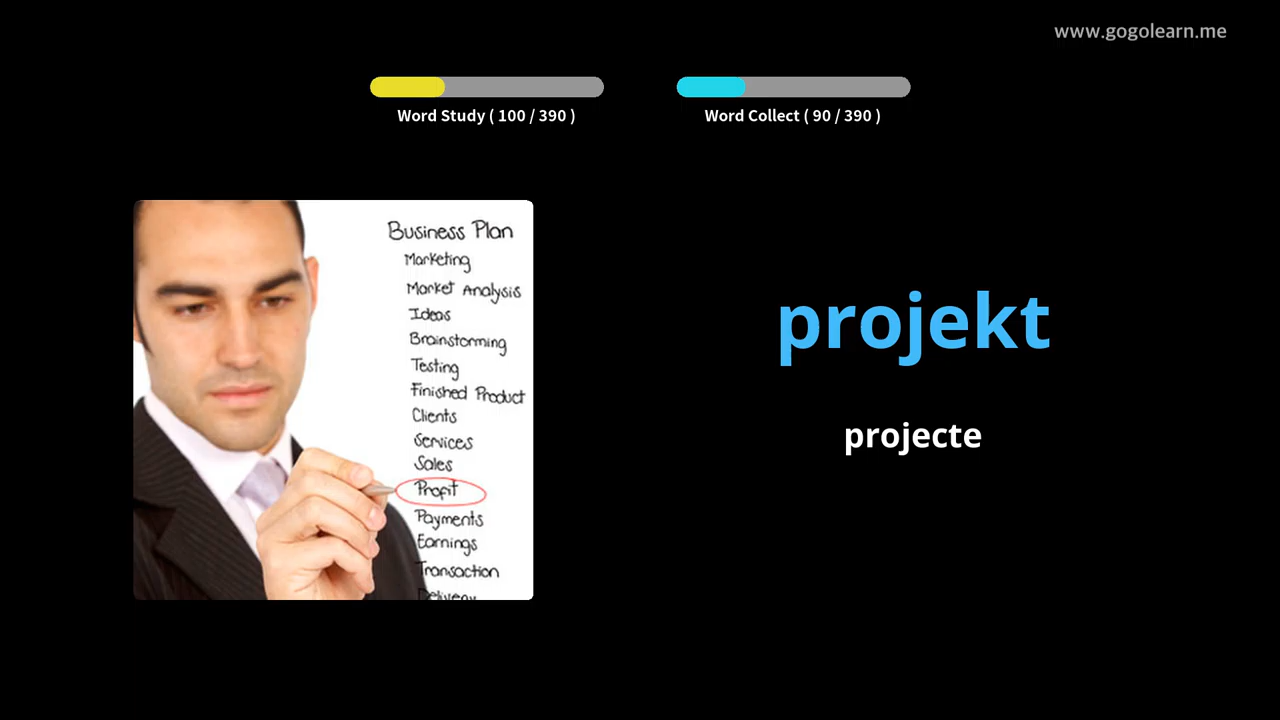 www.gogolearn.me
Word Study ( 100 / 390 )
Word Collect ( 90 / 390 )
Business Plan
Marketing
Market Analysis
Ideas
Brainstorming
Testing
Finished Product
Clients
Services
Sales
Profit
Payments
Earnings
Transaction
Delivery
projekt
projecte